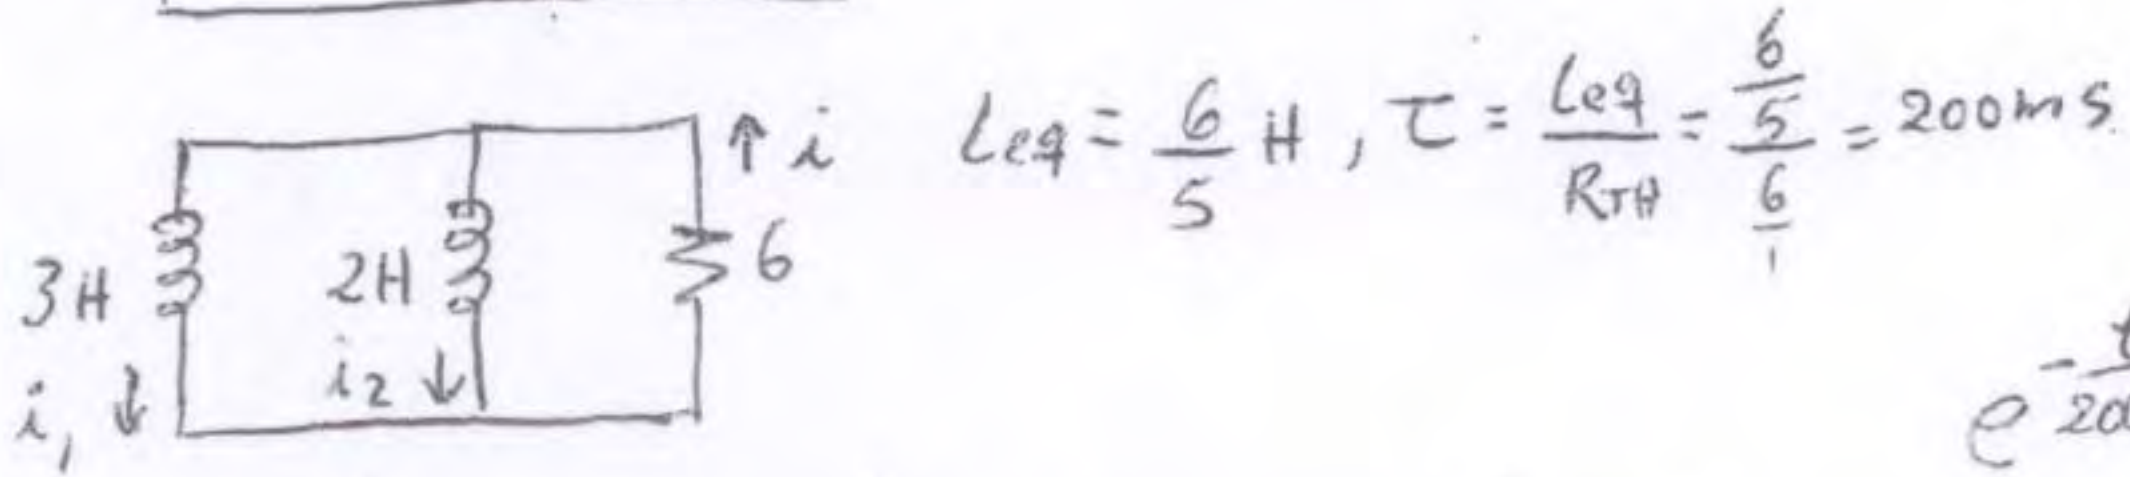 ↑ i
Leq = 6/5 H, τ = Leq/RTH = (6/5)/(6/1) = 200ms.
3H
2H
6
i1 ↓
i2 ↓
e^-